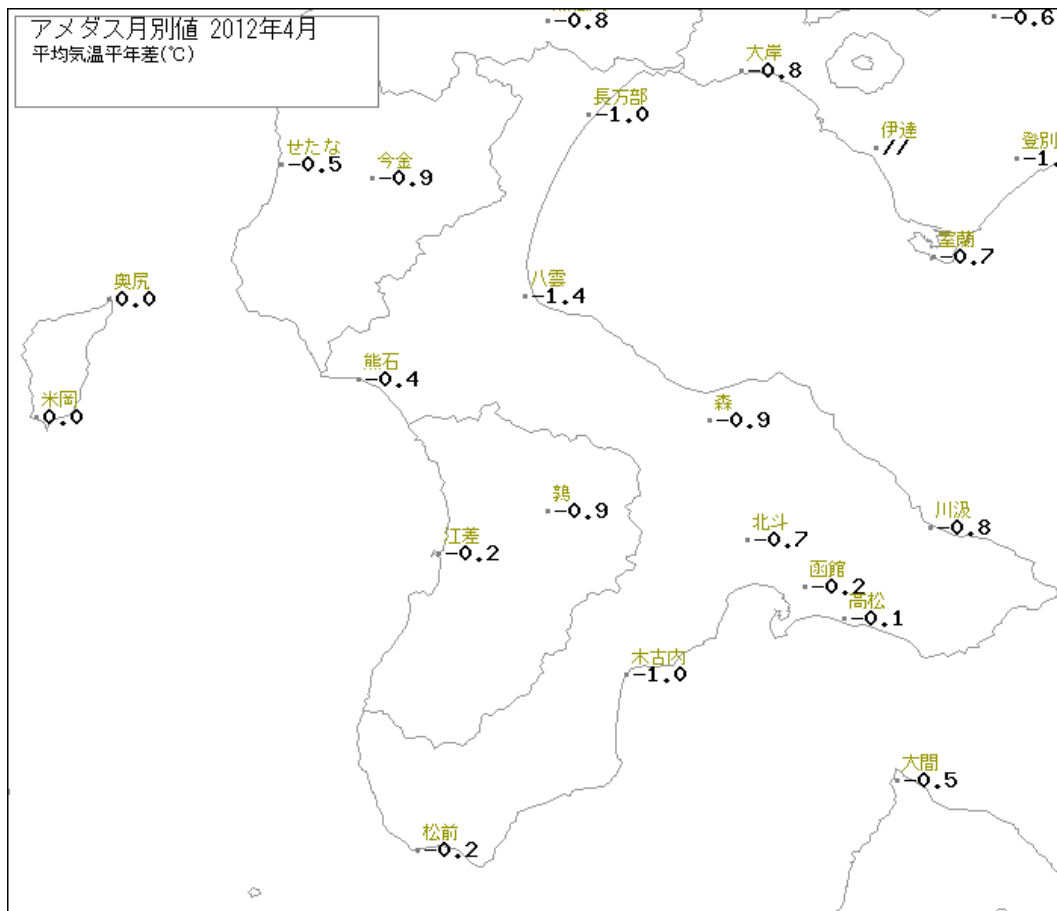 アメダス月別値 2012年4月
平均気温平年差(℃)
-0.8
-0.6
大岸
-0.8
長万部
-1.0
伊達
//
登別
-1.
せたな
-0.5
今金
-0.9
室蘭
-0.7
奥尻
0.0
八雲
-1.4
熊石
-0.4
米岡
0.0
森
-0.9
鶉
-0.9
川汲
-0.8
北斗
-0.7
江差
-0.2
函館
-0.2
高松
-0.1
木古内
-1.0
大間
-0.5
松前
-0.2